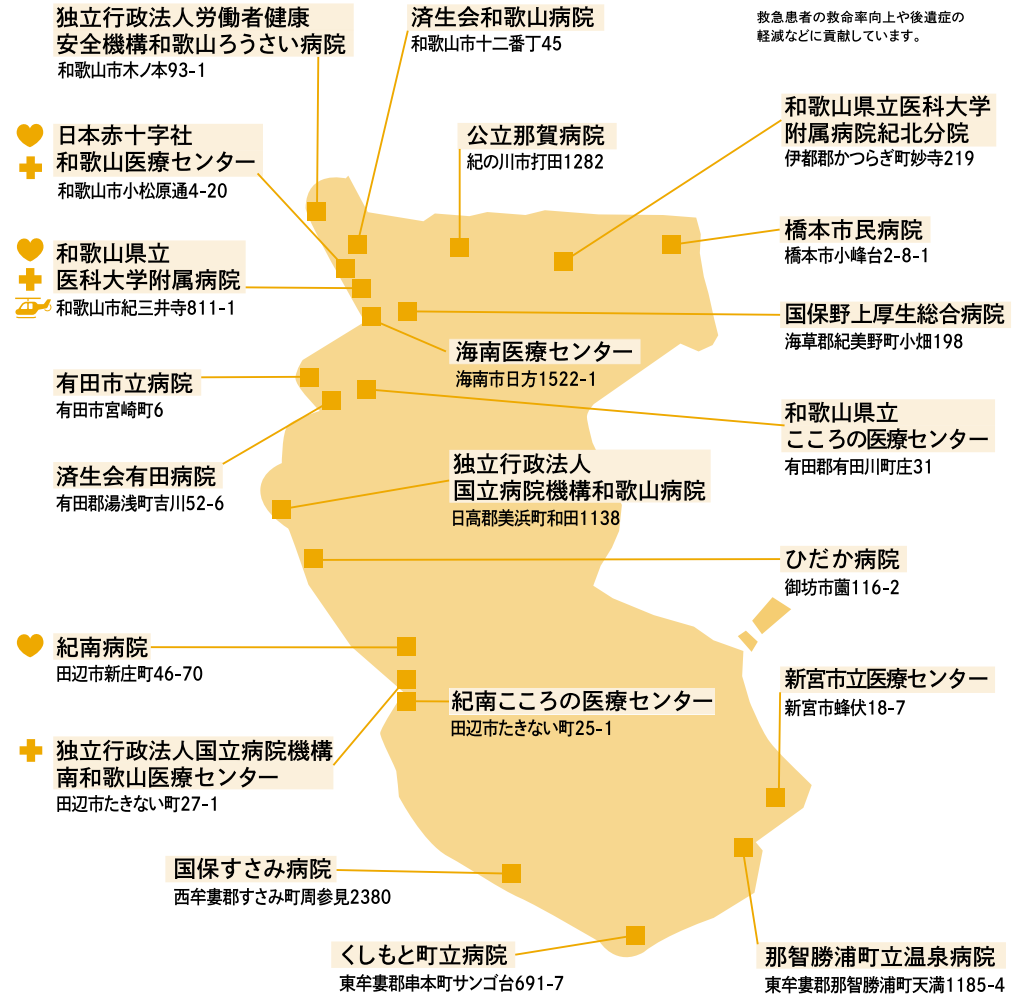 独立行政法人労働者健康
安全機構和歌山ろうさい病院
和歌山市木ノ本93-1
済生会和歌山病院
和歌山市十二番丁45
救急患者の救命率向上や後遺症の
軽減などに貢献しています。
日本赤十字社
和歌山医療センター
和歌山市小松原通4-20
公立那賀病院
紀の川市打田1282
和歌山県立医科大学
附属病院紀北分院
伊都郡かつらぎ町妙寺219
和歌山県立
医科大学附属病院
和歌山市紀三井寺811-1
橋本市民病院
橋本市小峰台2-8-1
国保野上厚生総合病院
海草郡紀美野町小畑198
海南医療センター
海南市日方1522-1
有田市立病院
有田市宮崎町6
和歌山県立
こころの医療センター
有田郡有田川町庄31
済生会有田病院
有田郡湯浅町吉川52-6
独立行政法人
国立病院機構和歌山病院
日高郡美浜町和田1138
ひだか病院
御坊市薗116-2
紀南病院
田辺市新庄町46-70
紀南こころの医療センター
田辺市たきない町25-1
新宮市立医療センター
新宮市蜂伏18-7
独立行政法人国立病院機構
南和歌山医療センター
田辺市たきない町27-1
国保すさみ病院
西牟婁郡すさみ町周参見2380
くしもと町立病院
東牟婁郡串本町サンゴ台691-7
那智勝浦町立温泉病院
東牟婁郡那智勝浦町天満1185-4